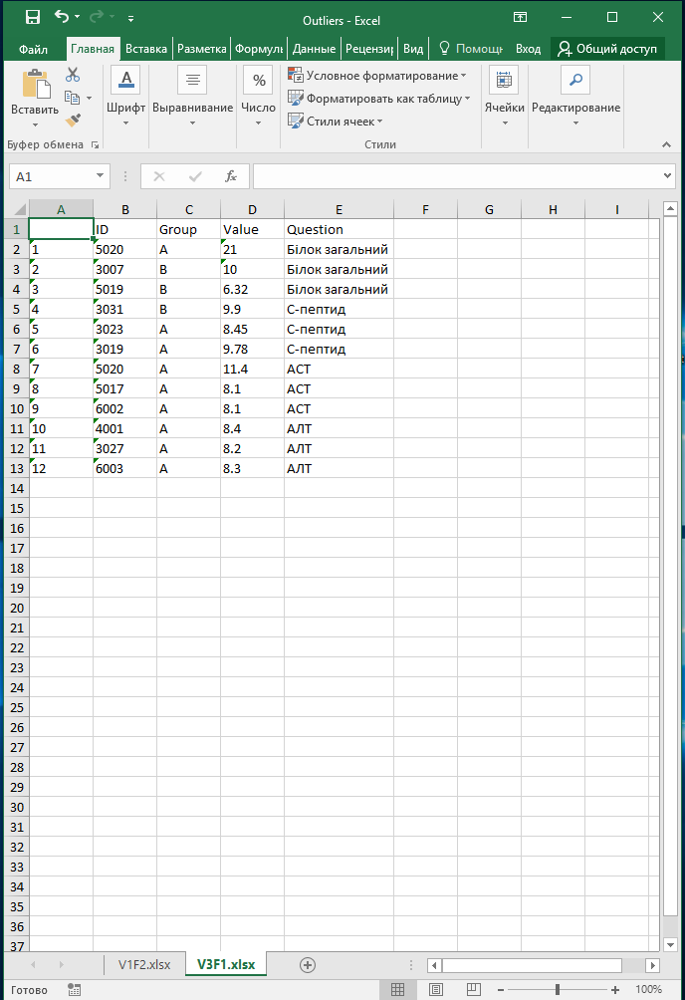 Outliers - Excel
Файл Главная Вставка Разметка Формулы Данные Рецензир Вид Помощь Вход Общий доступ
Вставить Шрифт Выравнивание % Число Условное форматирование Форматировать как таблицу Стили ячеек Ячейки Редактирование
Буфер обмена Стили
A1 fx
A B C D E F G H I
1 ID Group Value Question
2 1 5020 A 21 Білок загальний
3 2 3007 B 10 Білок загальний
4 3 5019 B 6.32 Білок загальний
5 4 3031 B 9.9 С-пептид
6 5 3023 A 8.45 С-пептид
7 6 3019 A 9.78 С-пептид
8 7 5020 A 11.4 АСТ
9 8 5017 A 8.1 АСТ
10 9 6002 A 8.1 АСТ
11 10 4001 A 8.4 АЛТ
12 11 3027 A 8.2 АЛТ
13 12 6003 A 8.3 АЛТ
14
15
16
17
18
19
20
21
22
23
24
25
26
27
28
29
30
31
32
33
34
35
36
37
V1F2.xlsx V3F1.xlsx
Готово 100%